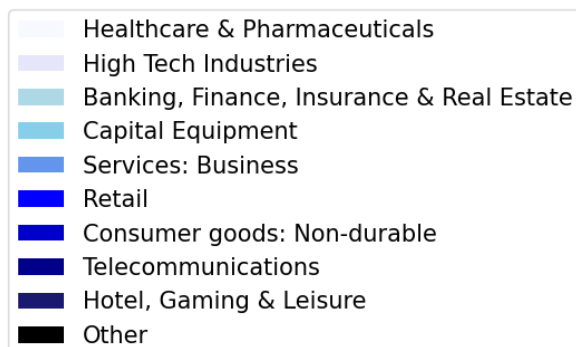 Healthcare & Pharmaceuticals
High Tech Industries
Banking, Finance, Insurance & Real Estate
Capital Equipment
Services: Business
Retail
Consumer goods: Non-durable
Telecommunications
Hotel, Gaming & Leisure
Other